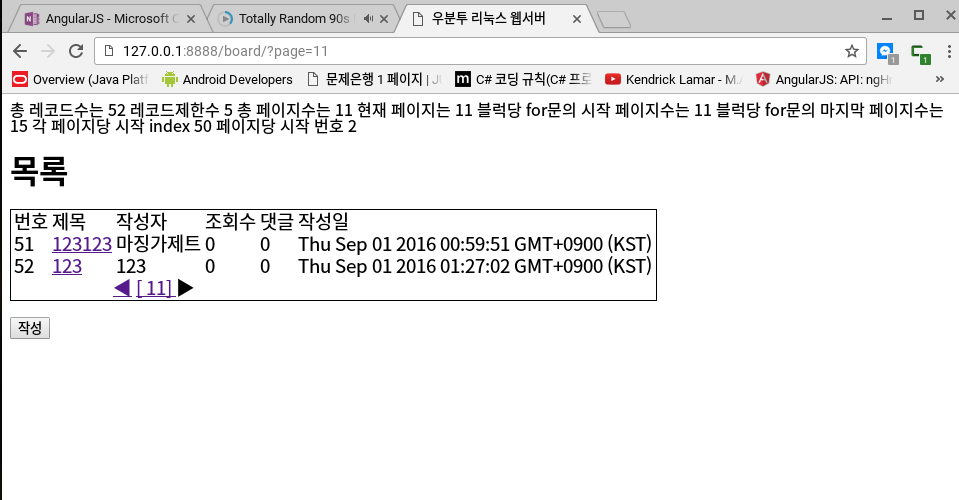 AngularJS - Microsoft
Totally Random 90s
우분투 리눅스 웹서버
127.0.0.1:8888/board/?page=11
1
1
Overview (Java Platf
Android Developers
문제은행 1 페이지 |
C# 코딩 규칙(C# 프로
Kendrick Lamar -
AngularJS: API:
총 레코드수는 52 레코드제한수 5 총 페이지수는 11 현재 페이지는 11 블럭당 for문의 시작 페이지수는 11 블럭당 for문의 마지막 페이지수는
15 각 페이지당 시작 index 50 페이지당 시작 번호 2
목록
번호 제목 작성자 조회수 댓글 작성일
51 123123 마징가제트 0 0 Thu Sep 01 2016 00:59:51 GMT+0900 (KST)
52 123 123 0 0 Thu Sep 01 2016 01:27:02 GMT+0900 (KST)
◀ [ 11] ▶
작성